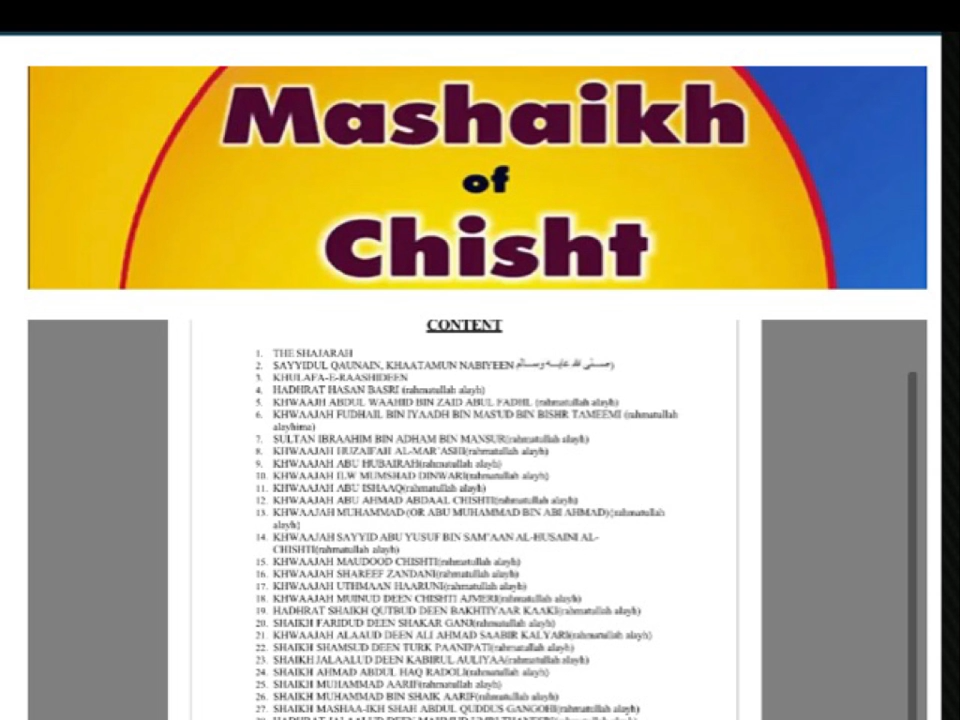 Mashaikh
of
Chisht
CONTENT
1. THE SHAJARAH
2. SAYYIDUL QAUNAIN, KHAATAMUN NABIYEEN صلى الله عليه وسلم)
3. KHULAFA-E-RAASHIDEEN
4. HADHRAT HASAN BASRI (rahmatullah alayh)
5. KHWAAJH ABDUL WAAHID BIN ZAID ABUL FADHL (rahmatullah alayh)
6. KHWAAJAH FUDHAIL BIN IYAADH BIN MAS'UD BIN BISHR TAMEEMI (rahmatullah
alayhima)
7. SULTAN IBRAAHIM BIN ADHAM BIN MANSUR(rahmatullah alayh)
8. KHWAAJAH HUZAIFAH AL-MAR'ASHI(rahmatullah alayh)
9. KHWAAJAH ABU HUBAIRAH(rahmatullah alayh)
10. KHWAAJAH ILW MUMSHAD DINWARI(rahmatullah alayh)
11. KHWAAJAH ABU ISHAAQ(rahmatullah alayh)
12. KHWAAJAH ABU AHMAD ABDAAL CHISHTI(rahmatullah alayh)
13. KHWAAJAH MUHAMMAD (OR ABU MUHAMMAD BIN ABI AHMAD)(rahmatullah
alayh)
14. KHWAAJAH SAYYID ABU YUSUF BIN SAM'AAN AL-HUSAINI AL-
CHISHTI(rahmatullah alayh)
15. KHWAAJAH MAUDOOD CHISHTI(rahmatullah alayh)
16. KHWAAJAH SHAREEF ZANDANI(rahmatullah alayh)
17. KHWAAJAH UTHMAAN HAARUNI(rahmatullah alayh)
18. KHWAAJAH MUINUD DEEN CHISHTI AJMERI(rahmatullah alayh)
19. HADHRAT SHAIKH QUTBUD DEEN BAKHTIYAAR KAAKI(rahmatullah alayh)
20. SHAIKH FARIDUD DEEN SHAKAR GANJ(rahmatullah alayh)
21. KHWAAJAH ALAAUD DEEN ALI AHMAD SAABIR KALYARI(rahmatullah alayh)
22. SHAIKH SHAMSUD DEEN TURK PAANIPATI(rahmatullah alayh)
23. SHAIKH JALAALUD DEEN KABIRUL AULIYAA(rahmatullah alayh)
24. SHAIKH AHMAD ABDUL HAQ RADOLI(rahmatullah alayh)
25. SHAIKH MUHAMMAD AARIF(rahmatullah alayh)
26. SHAIKH MUHAMMAD BIN SHAIK AARIF(rahmatullah alayh)
27. SHAIKH MASHAA-IKH SHAH ABDUL QUDDUS GANGOHI(rahmatullah alayh)